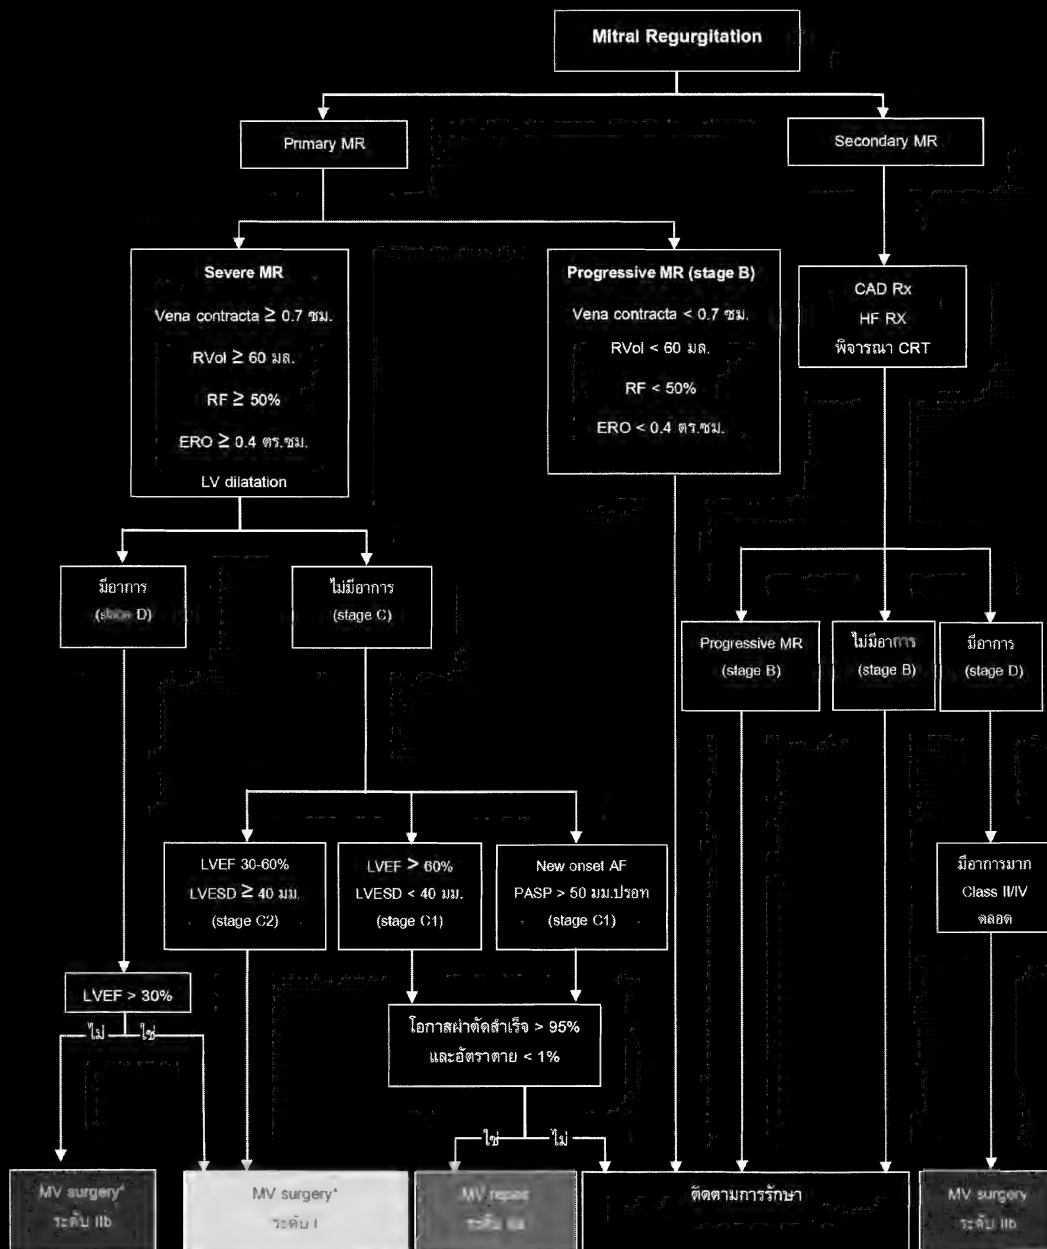 Mitral Regurgitation
Primary MR
Secondary MR
Severe MR
Vena contracta ≥ 0.7 ซม.
RVol ≥ 60 มล.
RF ≥ 50%
ERO ≥ 0.4 ตร.ซม.
LV dilatation
Progressive MR (stage B)
Vena contracta < 0.7 ซม.
RVol < 60 มล.
RF < 50%
ERO < 0.4 ตร.ซม.
CAD Rx
HF RX
พิจารณา CRT
มีอาการ
(stage D)
ไม่มีอาการ
(stage C)
Progressive MR
(stage B)
ไม่มีอาการ
(stage B)
มีอาการ
(stage D)
LVEF 30-60%
LVESD ≥ 40 มม.
(stage C2)
LVEF > 60%
LVESD < 40 มม.
(stage C1)
New onset AF
PASP > 50 มม.ปรอท
(stage C1)
มีอาการมาก
Class II/IV
ตลอด
LVEF > 30%
ไม่ ใช่
โอกาสผ่าตัดสำเร็จ > 95%
และอัตราตาย < 1%
ใช่ ไม่
MV surgery*
ระดับ IIb
MV surgery*
ระดับ I
MV repair
ระดับ
ติดตามการรักษา
MV surgery
ระดับ IIb